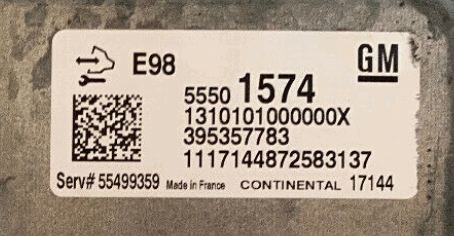 E98
GM
5550 1574
1310101000000X
395357783
1117144872583137
Serv# 55499359 Made in France CONTINENTAL 17144